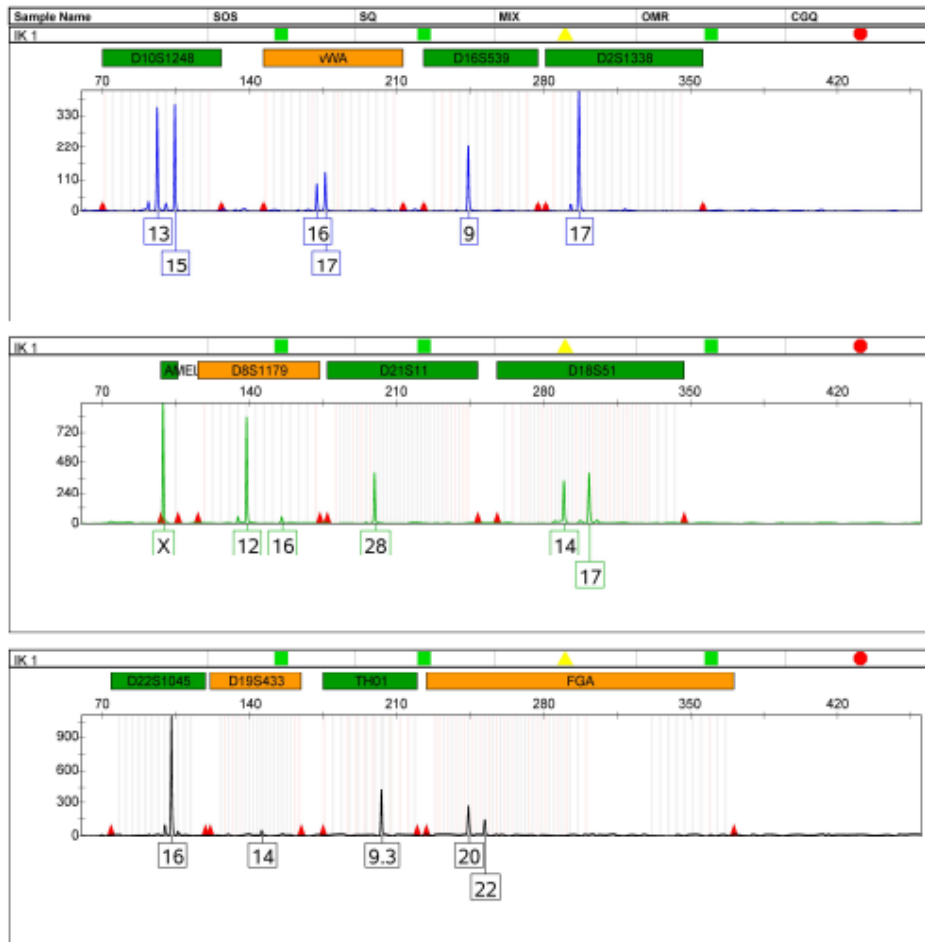 Sample Name SOS SQ MIX OMR CGQ
IK 1
D10S1248 vWA D16S539 D2S1338
70 140 210 280 350 420
330
220
110
0
13 16 9 17
15 17
IK 1
AMEL D8S1179 D21S11 D18S51
70 140 210 280 350 420
720
480
240
0
X 12 16 28 14
17
IK 1
D22S1045 D19S433 TH01 FGA
70 140 210 280 350 420
900
600
300
0
16 14 9.3 20
22